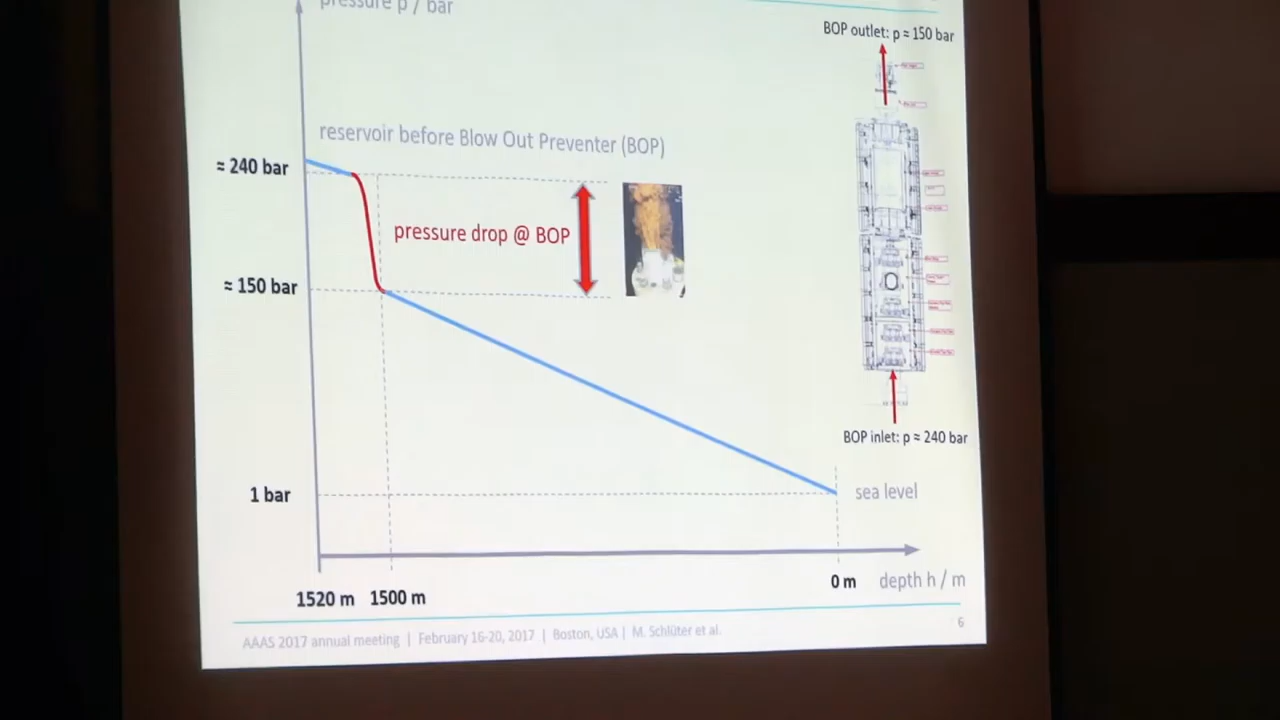 pressure p / bar
BOP outlet: p ≈ 150 bar
reservoir before Blow Out Preventer (BOP)
≈ 240 bar
pressure drop @ BOP
≈ 150 bar
BOP inlet: p ≈ 240 bar
1 bar
sea level
0 m
depth h / m
1520 m
1500 m
AAAS 2017 annual meeting | February 16-20, 2017 | Boston, USA | M. Schlüter et al.
6